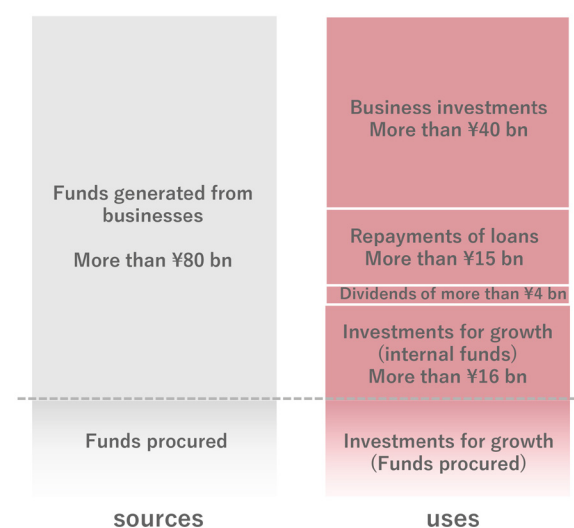 Funds generated from
businesses
More than ¥80 bn
Funds procured
sources
Business investments
More than ¥40 bn
Repayments of loans
More than ¥15 bn
Dividends of more than ¥4 bn
Investments for growth
（internal funds）
More than ¥16 bn
Investments for growth
（Funds procured）
uses